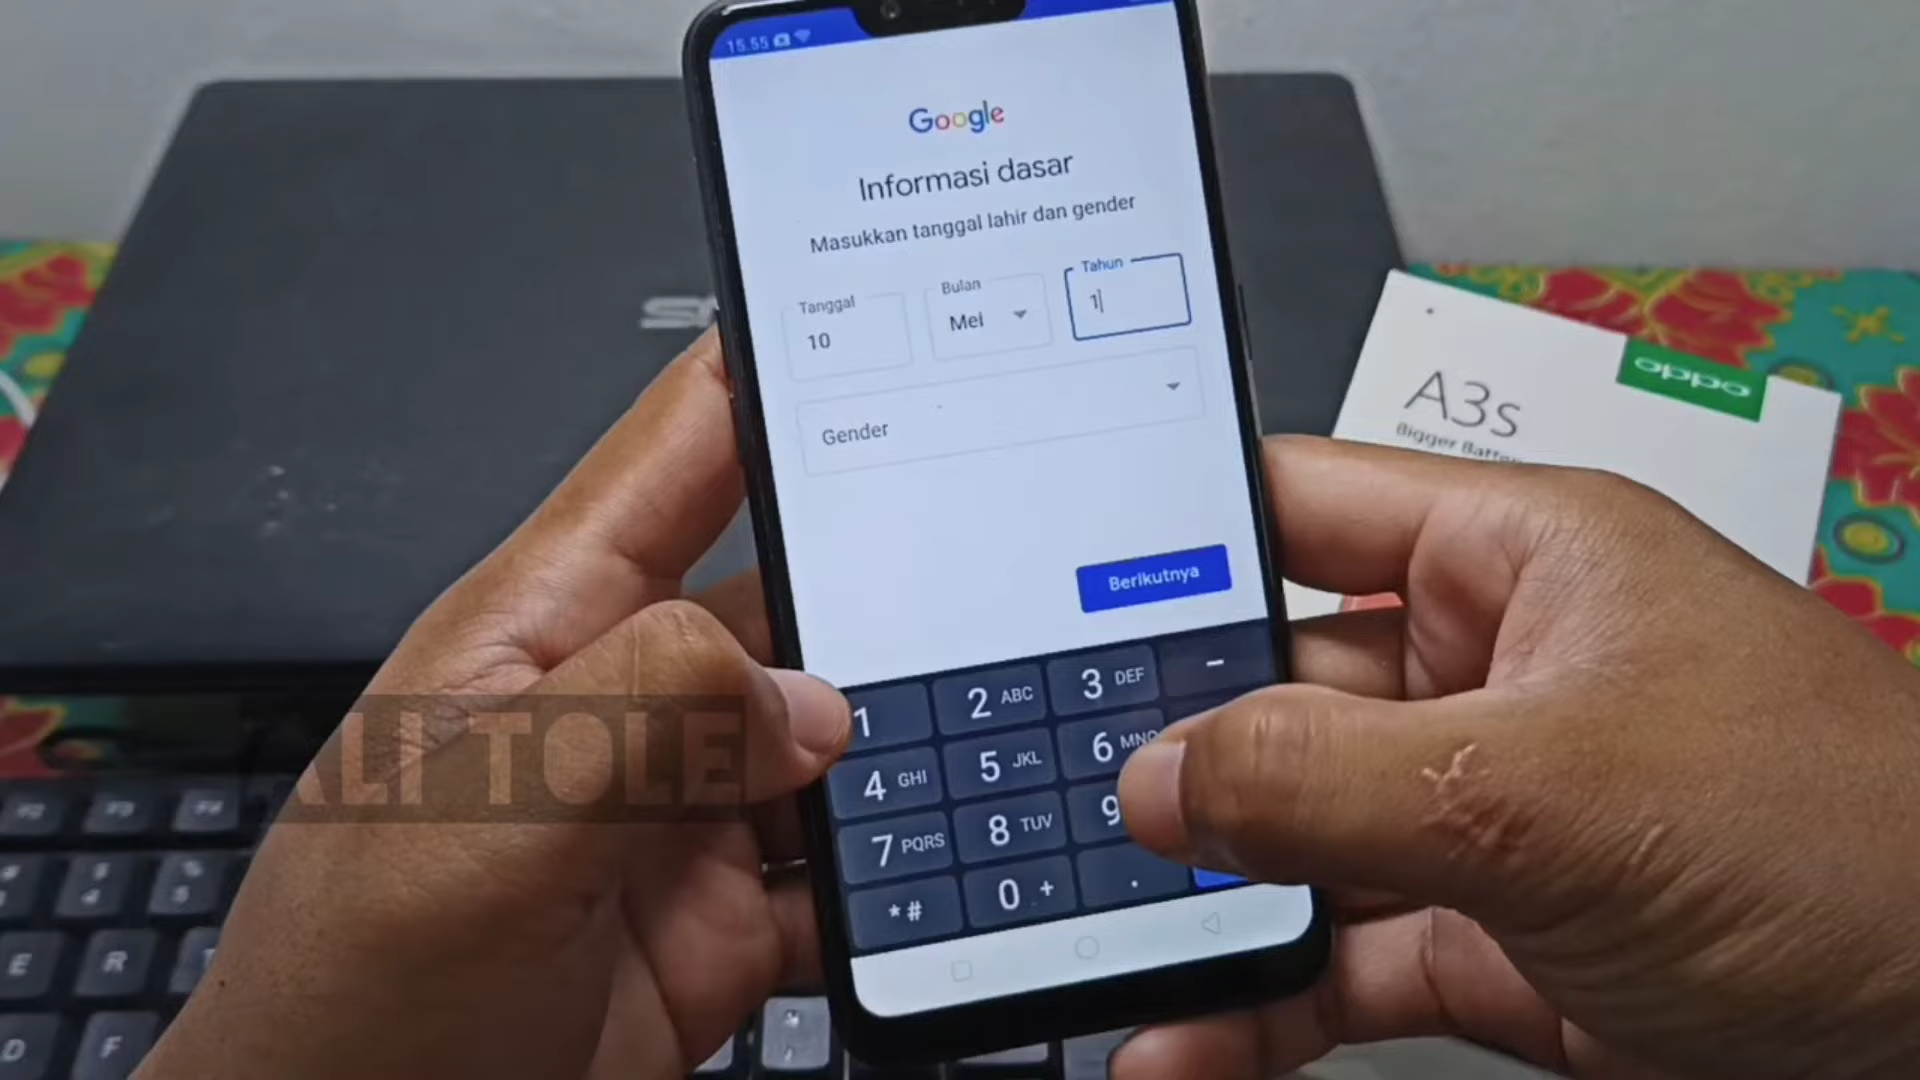 15.55
Google
Informasi dasar
Masukkan tanggal lahir dan gender
Tanggal
10
Bulan
Mei
Tahun
1
Gender
Berikutnya
1
2 ABC
3 DEF
-
4 GHI
5 JKL
6 MNO
7 PQRS
8 TUV
9
*#
0 +
.
oppo
A3s
Bigger
ALI TOLE
F4
E
R
D
F